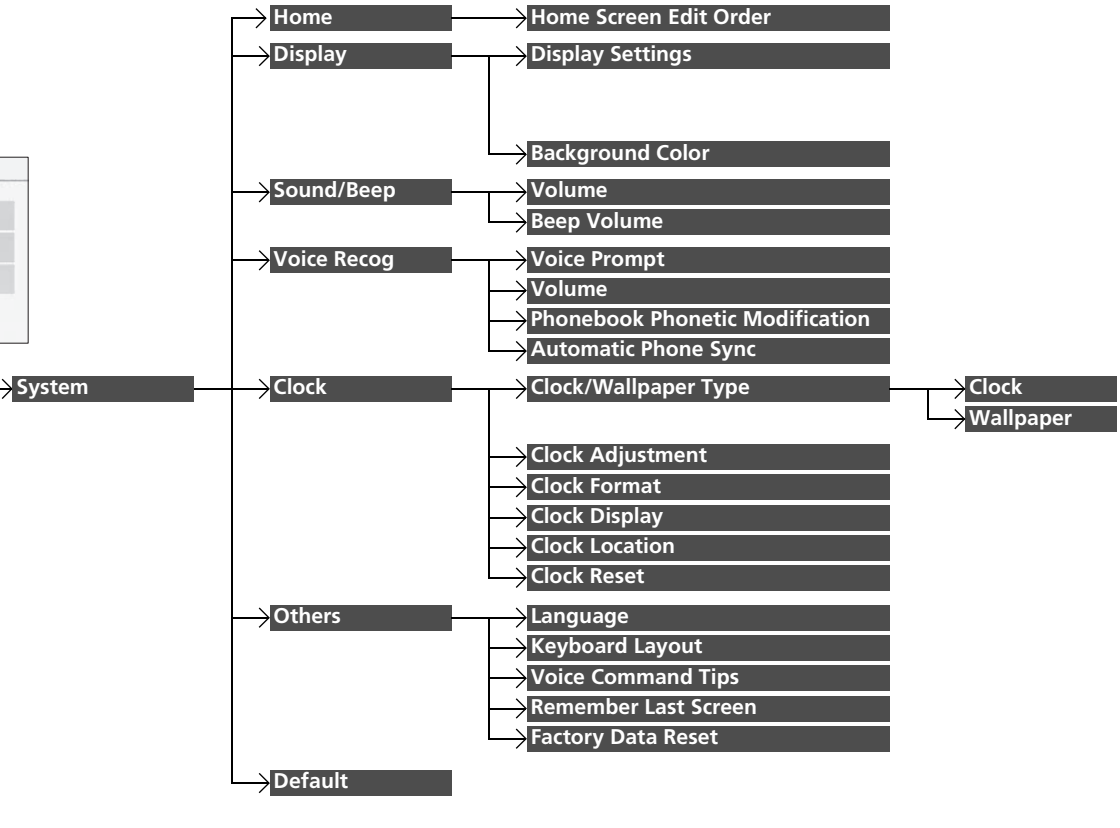 Home
Home Screen Edit Order
Display
Display Settings
Background Color
Sound/Beep
Volume
Beep Volume
Voice Recog
Voice Prompt
Volume
Phonebook Phonetic Modification
Automatic Phone Sync
System
Clock
Clock/Wallpaper Type
Clock
Wallpaper
Clock Adjustment
Clock Format
Clock Display
Clock Location
Clock Reset
Others
Language
Keyboard Layout
Voice Command Tips
Remember Last Screen
Factory Data Reset
Default